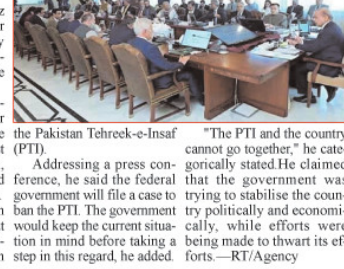 the Pakistan Tehreek-e-Insaf
(PTI).
Addressing a press con-
ference, he said the federal
government will file a case to
ban the PTI. The government
would keep the current situa-
tion in mind before taking a
step in this regard, he added.
"The PTI and the country
cannot go together," he cate-
gorically stated.He claimed
that the government was
trying to stabilise the coun-
try politically and economi-
cally, while efforts were
being made to thwart its ef-
forts.—RT/Agency